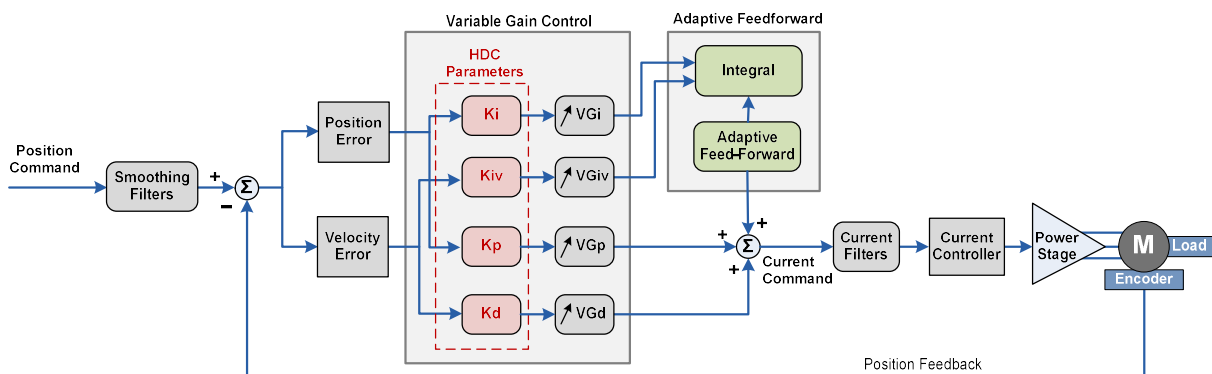 Variable Gain Control
Adaptive Feedforward
HDC
Parameters
Integral
Ki
VGi
Position
Error
Adaptive
Feed-Forward
Position
Command
Smoothing
Filters
+
Σ
−
Kiv
VGiv
Velocity
Error
Kp
VGp
+
+
Σ
+
Current
Command
Current
Filters
Current
Controller
Power
Stage
M
Load
Encoder
Kd
VGd
Position Feedback